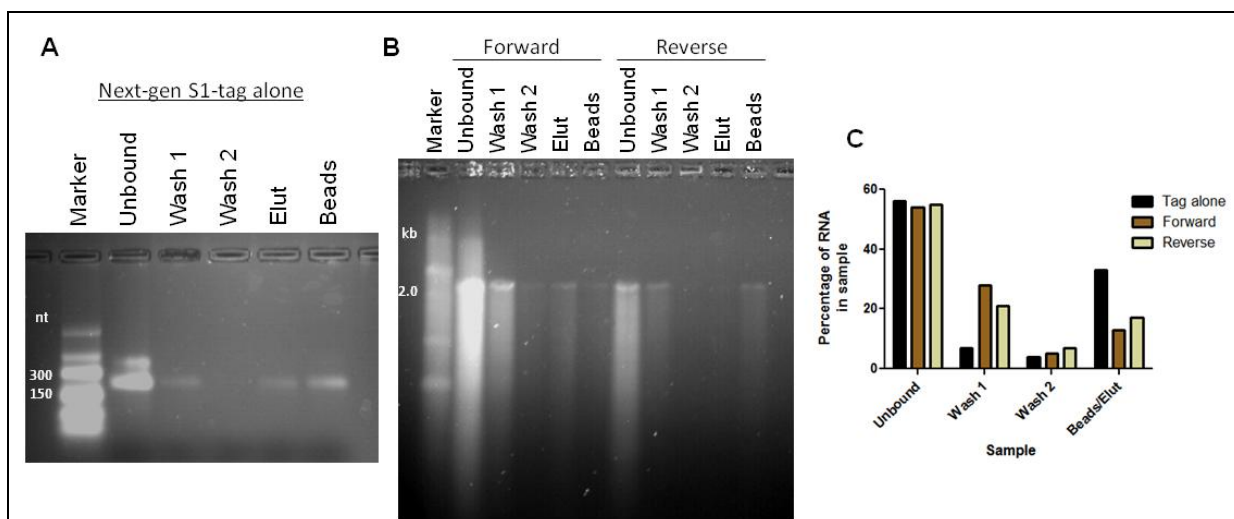 A
Next-gen S1-tag alone
Marker
Unbound
Wash 1
Wash 2
Elut
Beads
nt
300
150
B
Forward
Reverse
Marker
Unbound
Wash 1
Wash 2
Elut
Beads
Unbound
Wash 1
Wash 2
Elut
Beads
kb
2.0
C
Percentage of RNA
in sample
60
40
20
0
Tag alone
Forward
Reverse
Unbound
Wash 1
Wash 2
Beads/Elut
Sample